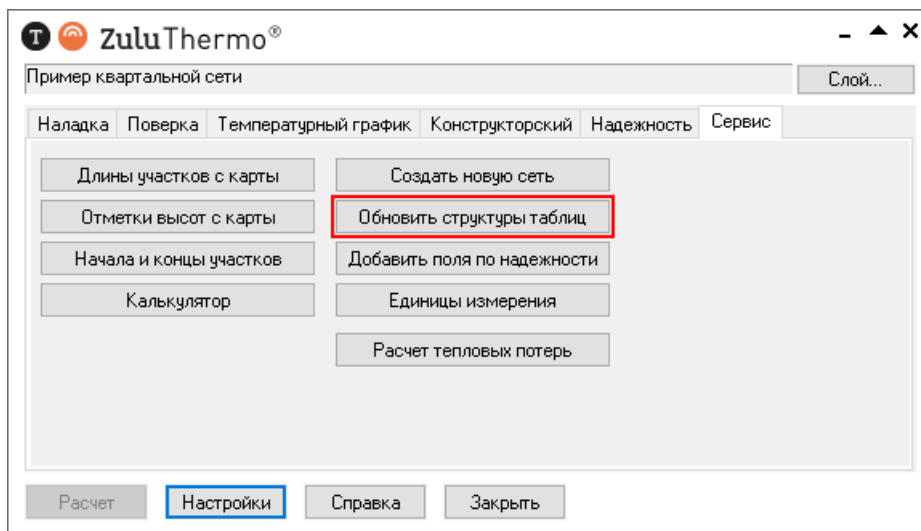 T ZuluThermo®
Пример квартальной сети
Слой...
Наладка Поверка Температурный график Конструкторский Надежность Сервис
Длины участков с карты Создать новую сеть
Отметки высот с карты Обновить структуры таблиц
Начала и концы участков Добавить поля по надежности
Калькулятор Единицы измерения
Расчет тепловых потерь
Расчет Настройки Справка Закрыть